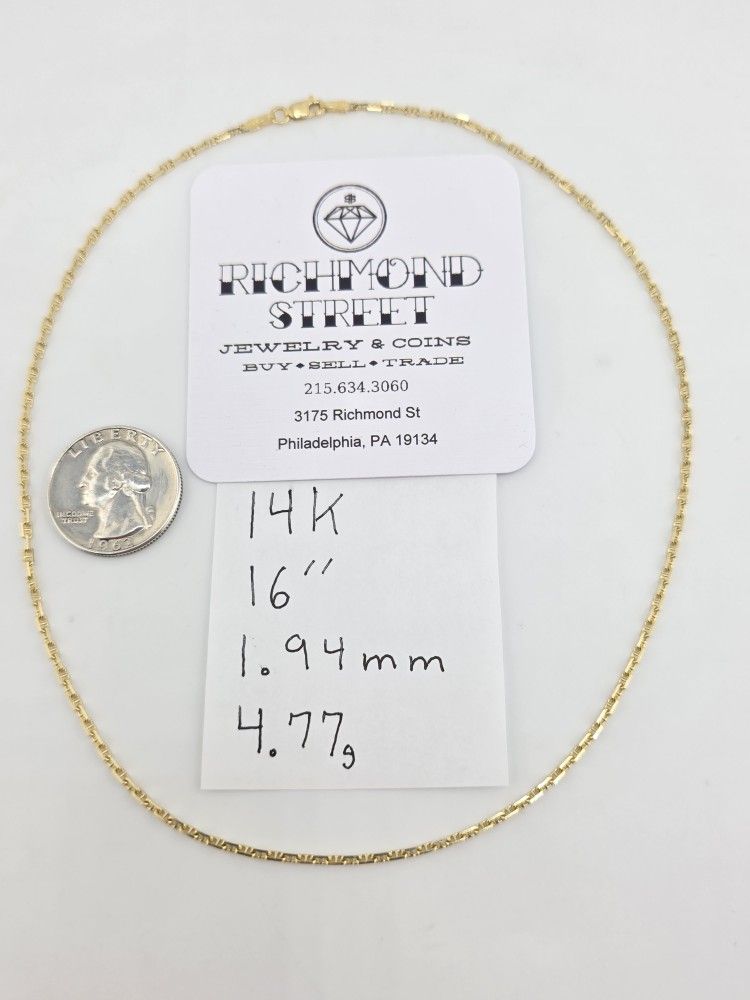 RICHMOND
STREET
JEWELRY & COINS
BUY◆SELL◆TRADE
215.634.3060
3175 Richmond St
Philadelphia, PA 19134
LIBERTY
IN GOD WE
TRUST
14K
16"
1.94mm
4.77g